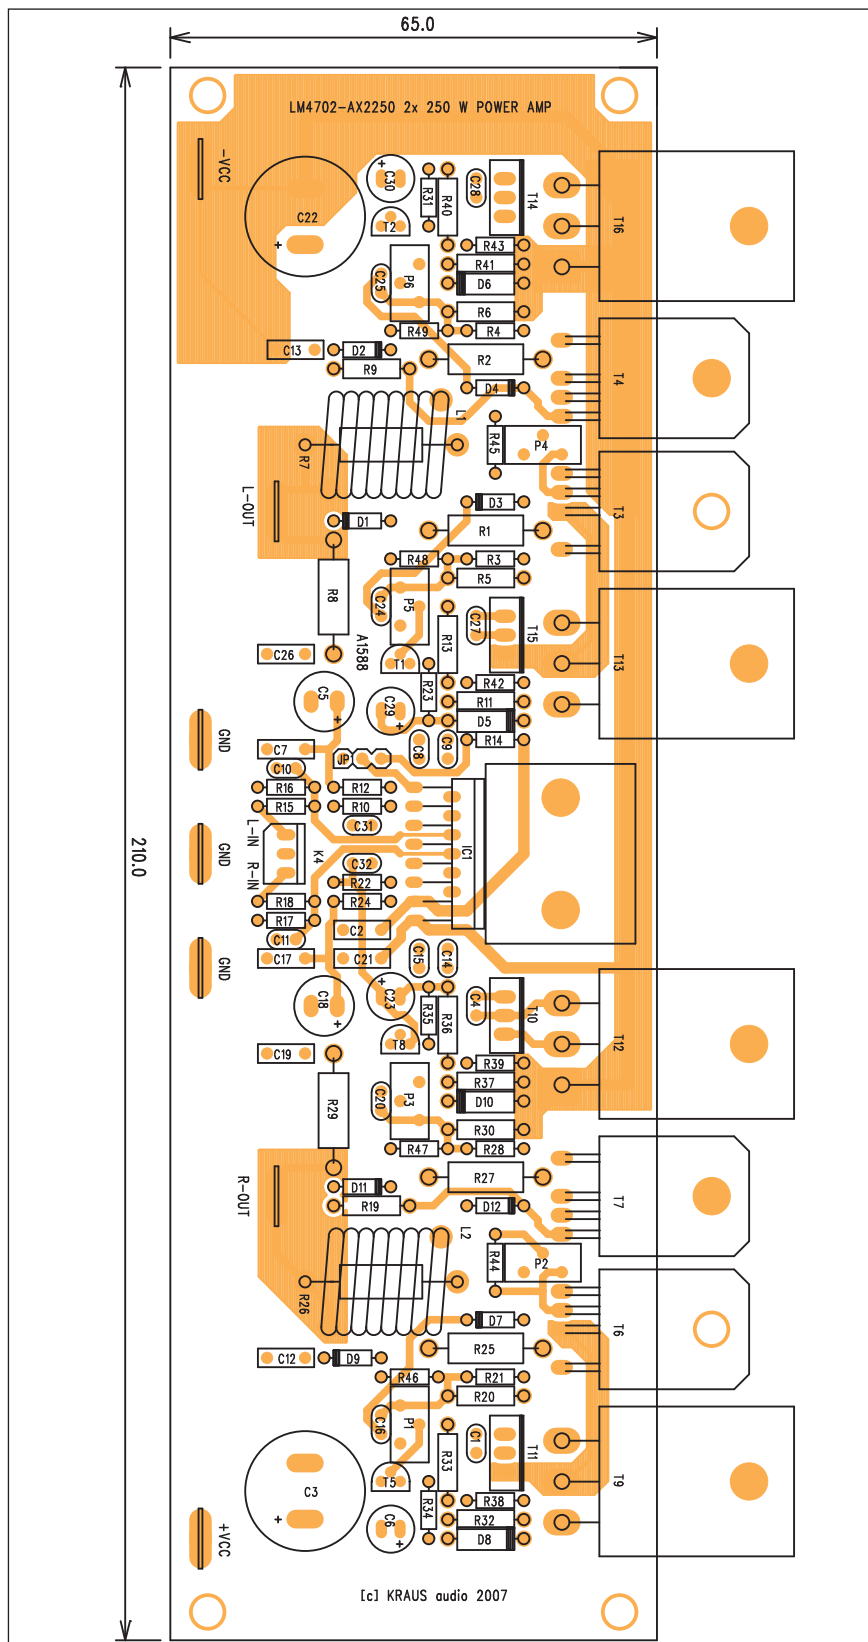 65.0
210.0
LM4702-AX2250 2x 250 W POWER AMP
-VCC
C22
C30
T2
R31
R40
C28
T14
T16
R43
R41
D6
P6
C25
R6
R49
R4
C13
D2
R9
R2
D4
T4
L1
R45
P4
R7
L-OUT
D1
D3
R1
T3
R48
R3
R5
R8
C24
P5
C27
T15
T13
R13
C26
A1588
T1
R23
R42
C5
C29
R11
D5
R14
GND
C7
JP
C8
C9
C10
R16
R12
R15
R10
C31
L-IN
R-IN
K4
GND
IC1
C32
R22
R18
R24
R17
C2
C11
C17
C21
C15
C14
GND
C18
C23
R35
R36
C4
T10
T12
T8
C19
R39
R37
D10
R29
C20
P3
R30
R47
R28
R27
T7
D11
R19
D12
R-OUT
L2
R44
P2
R26
T6
D7
R25
C12
D9
R46
R21
R20
C16
P1
C1
T11
R33
T9
T5
C3
R34
R38
C6
R32
D8
+VCC
[c] KRAUS audio 2007